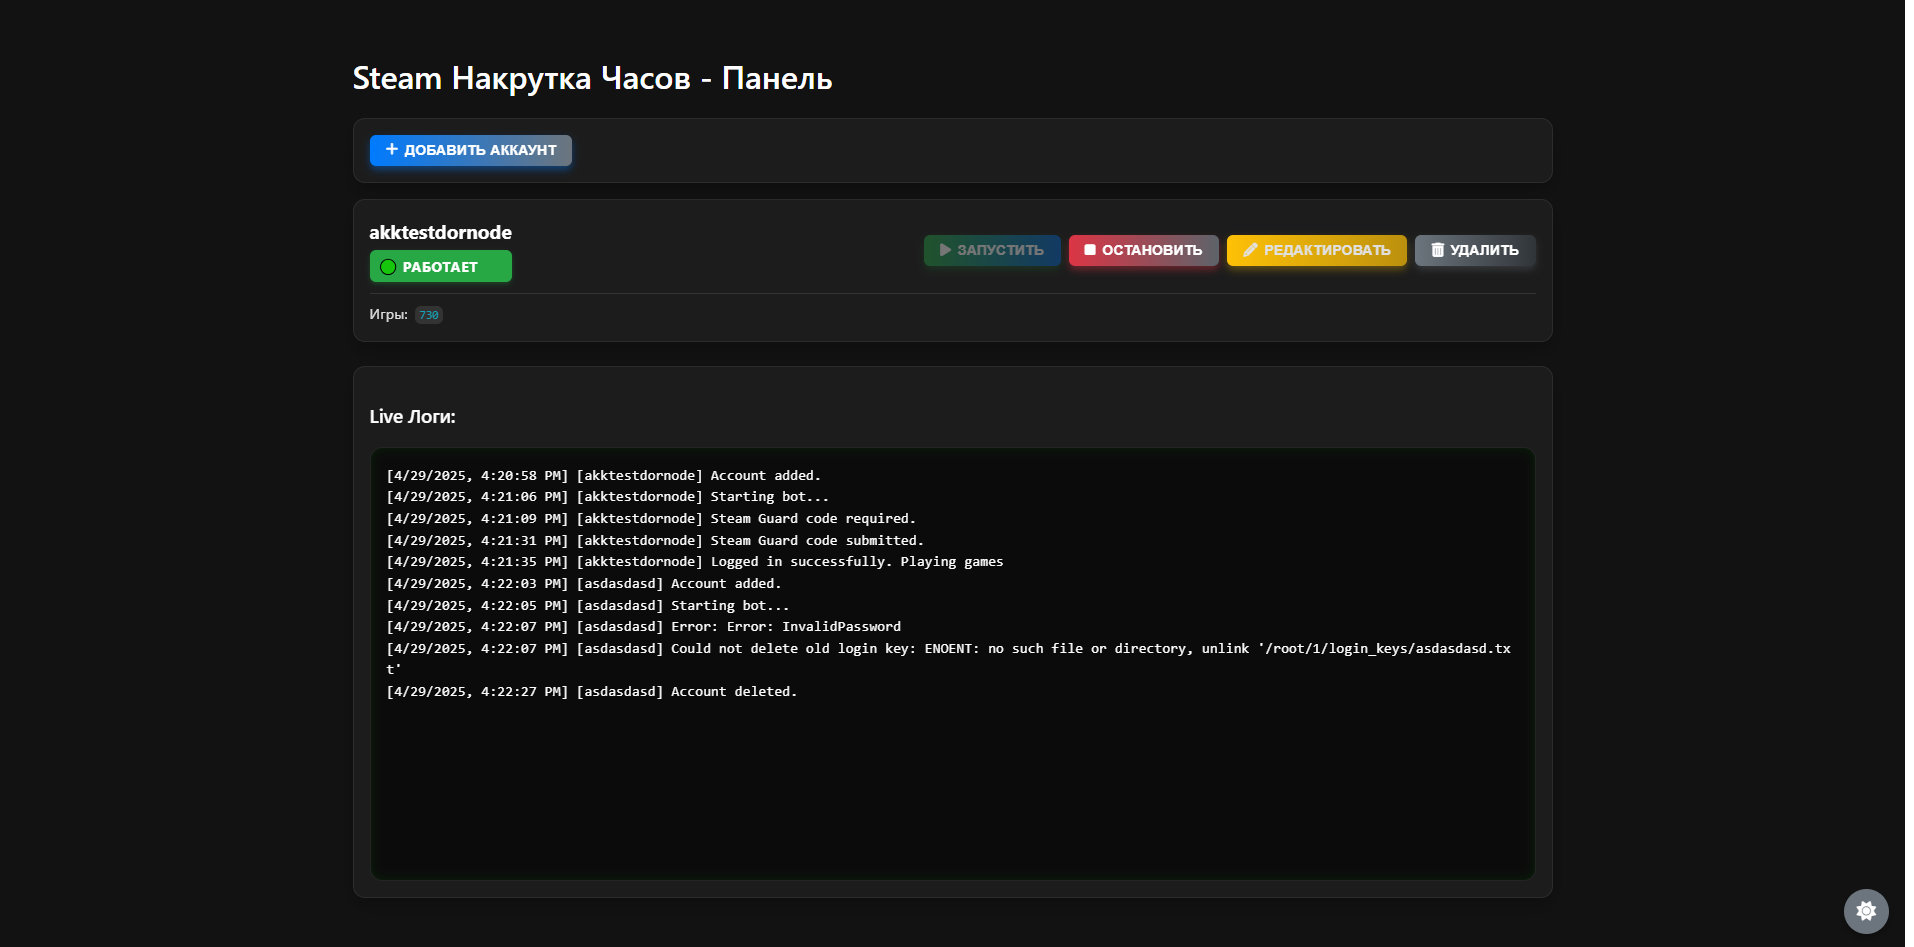 Steam Накрутка Часов - Панель
ДОБАВИТЬ АККАУНТ
akktestdornode
РАБОТАЕТ
ЗАПУСТИТЬ ОСТАНОВИТЬ РЕДАКТИРОВАТЬ УДАЛИТЬ
Игры: 730
Live Логи:
[4/29/2025, 4:20:58 PM] [akktestdornode] Account added.
[4/29/2025, 4:21:06 PM] [akktestdornode] Starting bot...
[4/29/2025, 4:21:09 PM] [akktestdornode] Steam Guard code required.
[4/29/2025, 4:21:31 PM] [akktestdornode] Steam Guard code submitted.
[4/29/2025, 4:21:35 PM] [akktestdornode] Logged in successfully. Playing games
[4/29/2025, 4:22:03 PM] [asdasdasd] Account added.
[4/29/2025, 4:22:05 PM] [asdasdasd] Starting bot...
[4/29/2025, 4:22:07 PM] [asdasdasd] Error: Error: InvalidPassword
[4/29/2025, 4:22:07 PM] [asdasdasd] Could not delete old login key: ENOENT: no such file or directory, unlink '/root/1/login_keys/asdasdasd.tx
t'
[4/29/2025, 4:22:27 PM] [asdasdasd] Account deleted.